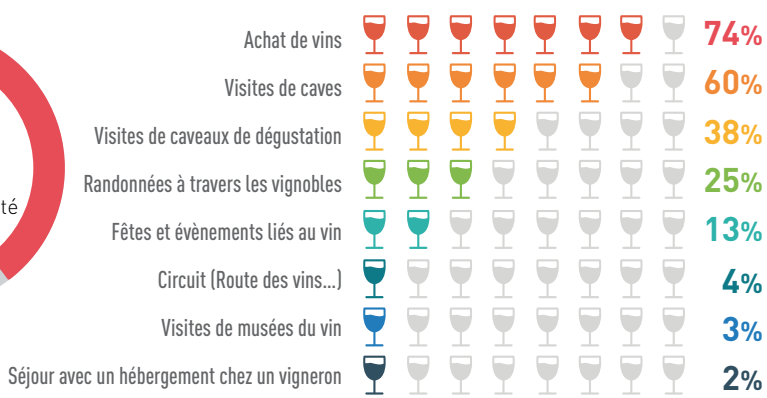 Achat de vins 74%
Visites de caves 60%
Visites de caveaux de dégustation 38%
Randonnées à travers les vignobles 25%
té
Fêtes et évènements liés au vin 13%
Circuit (Route des vins...) 4%
Visites de musées du vin 3%
Séjour avec un hébergement chez un vigneron 2%